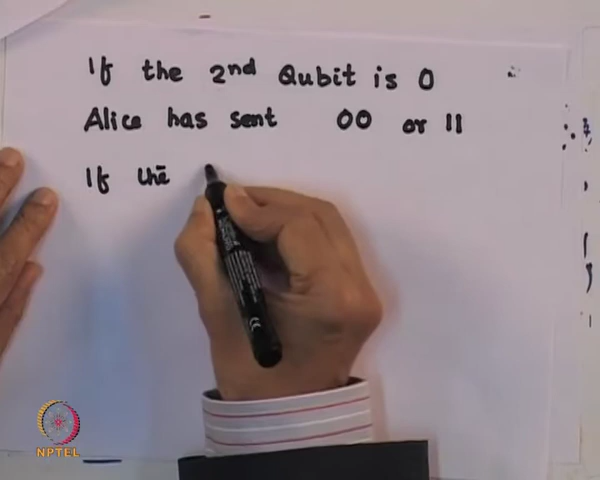 If the 2nd Qubit is 0
Alice has sent 00 or 11
If the
NPTEL